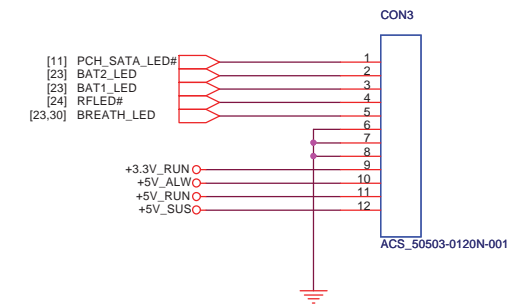 CON3
[11] PCH_SATA_LED# 1
[23] BAT2_LED 2
[23] BAT1_LED 3
[24] RFLED# 4
[23,30] BREATH_LED 5
6
7
8
+3.3V_RUN 9
+5V_ALW 10
+5V_RUN 11
+5V_SUS 12
ACS_50503-0120N-001